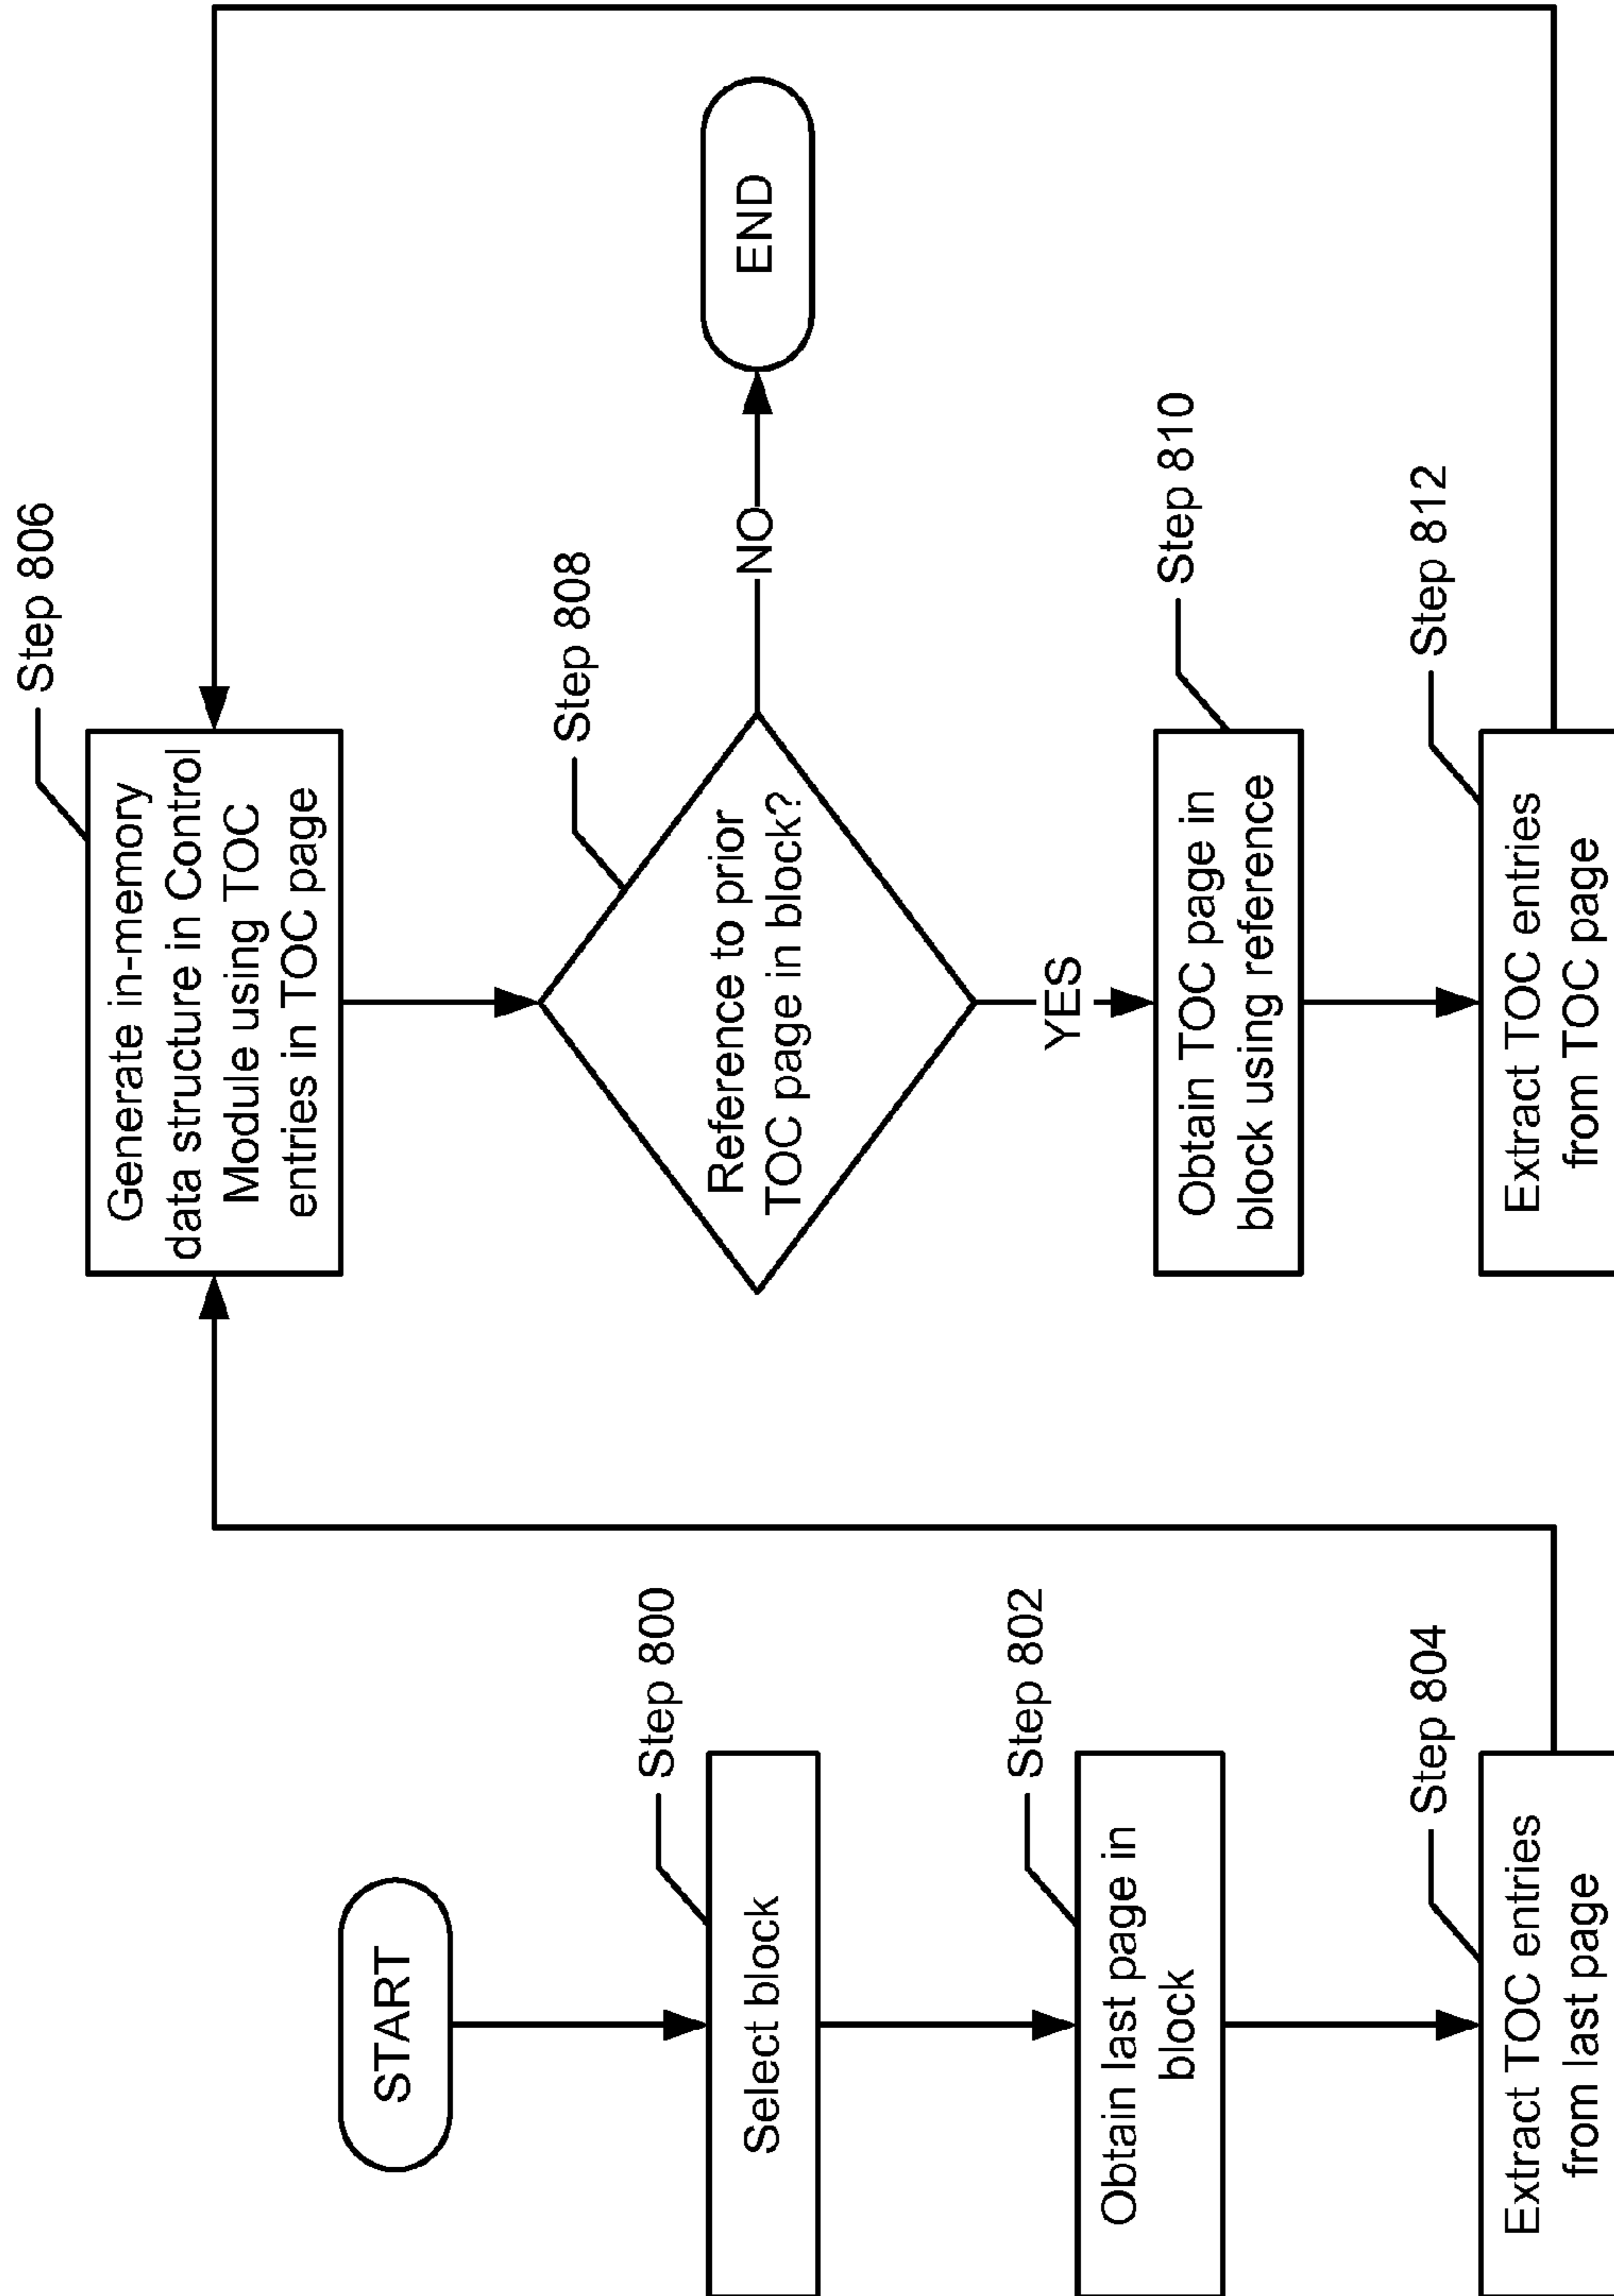 START
Step 800
Select block
Step 802
Obtain last page in
block
Step 804
Extract TOC entries
from last page
Step 806
Generate in-memory
data structure in Control
Module using TOC
entries in TOC page
Step 808
Reference to prior
TOC page in block?
NO
END
YES
Step 810
Obtain TOC page in
block using reference
Step 812
Extract TOC entries
from TOC page